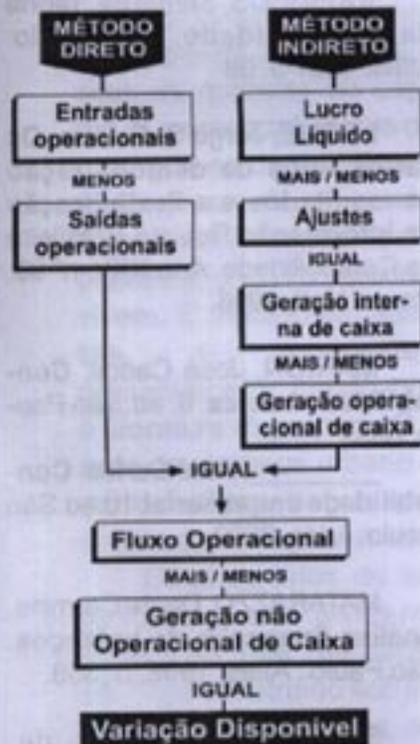 MÉTODO
DIRETO
Entradas
operacionais
MENOS
Saídas
operacionais
MÉTODO
INDIRETO
Lucro
Líquido
MAIS / MENOS
Ajustes
IGUAL
Geração inter-
na de caixa
MAIS / MENOS
Geração opera-
cional de caixa
IGUAL
Fluxo Operacional
MAIS / MENOS
Geração não
Operacional de Caixa
IGUAL
Variação Disponível